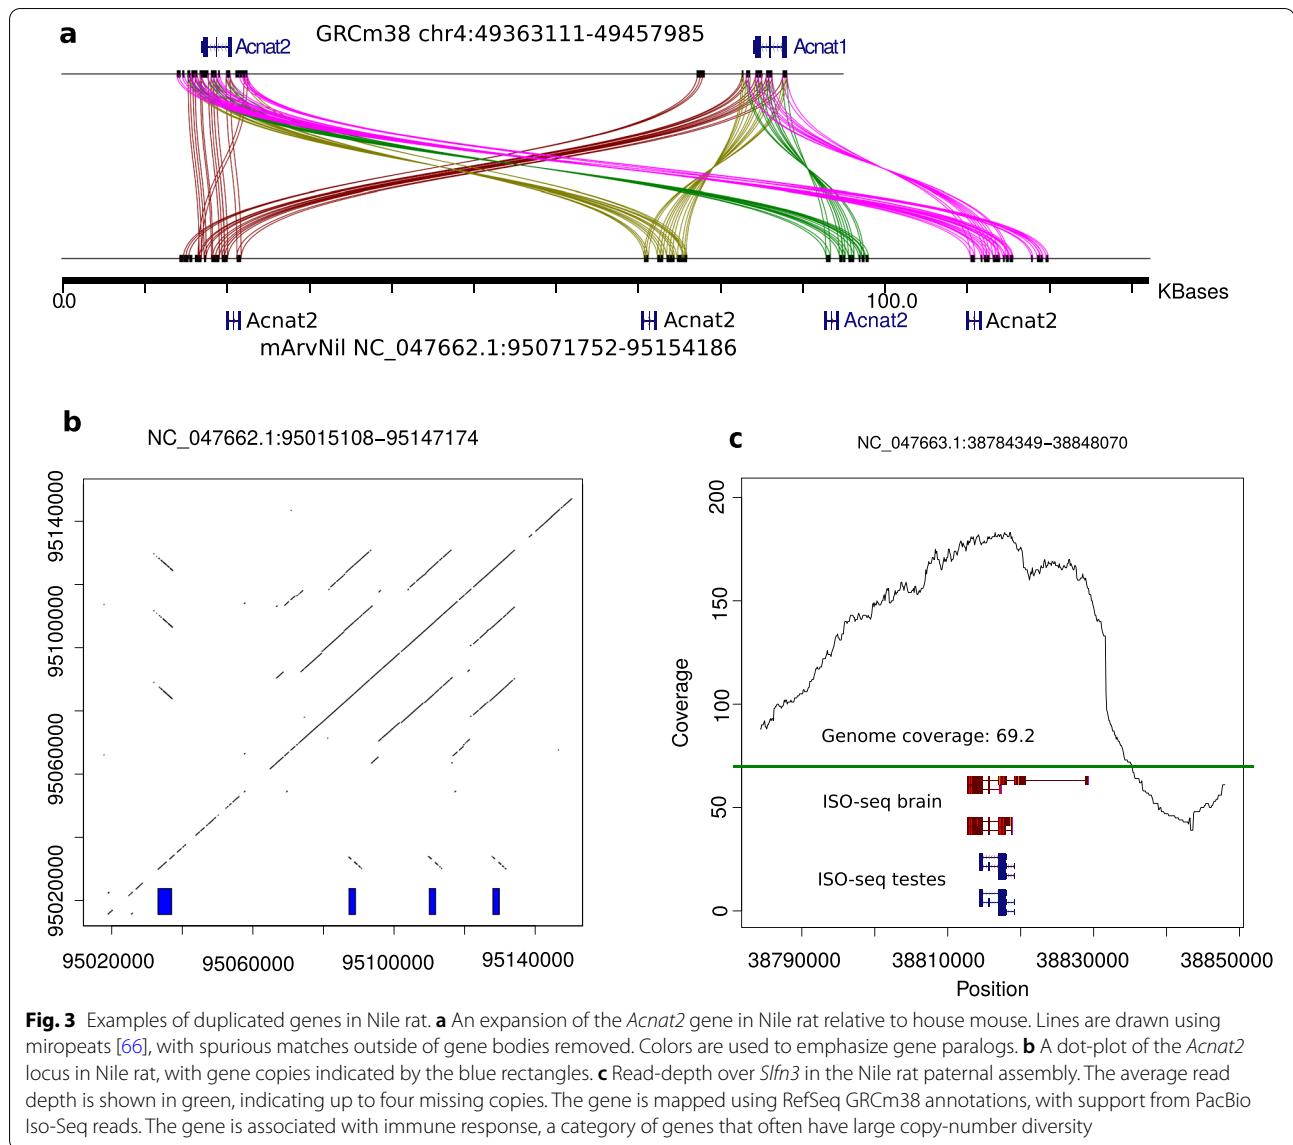 a
GRCm38 chr4:49363111-49457985
Acnat2
Acnat1
0.0
100.0
KBases
Acnat2
Acnat2
Acnat2
Acnat2
mArvNil NC_047662.1:95071752-95154186
b
NC_047662.1:95015108−95147174
95140000
95100000
95060000
95020000
95020000
95060000
95100000
95140000
c
NC_047663.1:38784349−38848070
Coverage
200
150
100
50
0
Genome coverage: 69.2
ISO-seq brain
ISO-seq testes
38790000
38810000
38830000
38850000
Position
Fig. 3 Examples of duplicated genes in Nile rat. a An expansion of the Acnat2 gene in Nile rat relative to house mouse. Lines are drawn using
miropeats [66], with spurious matches outside of gene bodies removed. Colors are used to emphasize gene paralogs. b A dot-plot of the Acnat2
locus in Nile rat, with gene copies indicated by the blue rectangles. c Read-depth over Slfn3 in the Nile rat paternal assembly. The average read
depth is shown in green, indicating up to four missing copies. The gene is mapped using RefSeq GRCm38 annotations, with support from PacBio
Iso-Seq reads. The gene is associated with immune response, a category of genes that often have large copy-number diversity